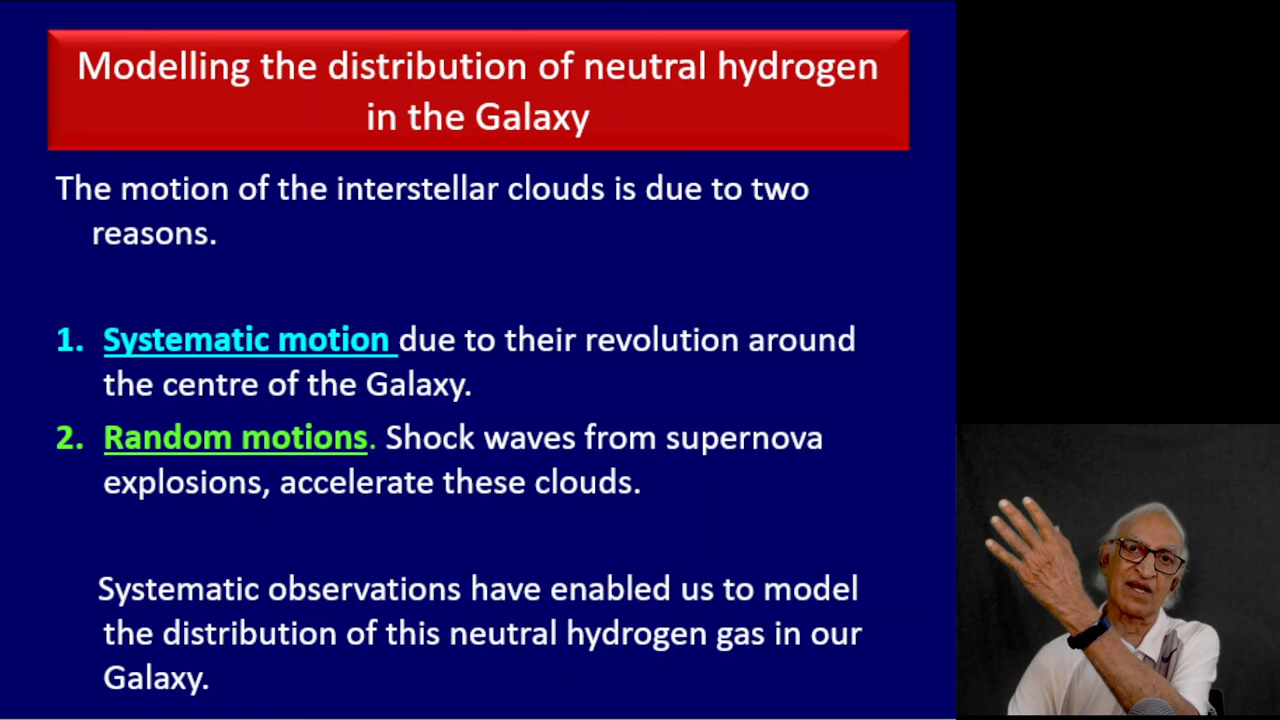 Modelling the distribution of neutral hydrogen
in the Galaxy
The motion of the interstellar clouds is due to two
reasons.
1. Systematic motion due to their revolution around
the centre of the Galaxy.
2. Random motions. Shock waves from supernova
explosions, accelerate these clouds.
Systematic observations have enabled us to model
the distribution of this neutral hydrogen gas in our
Galaxy.